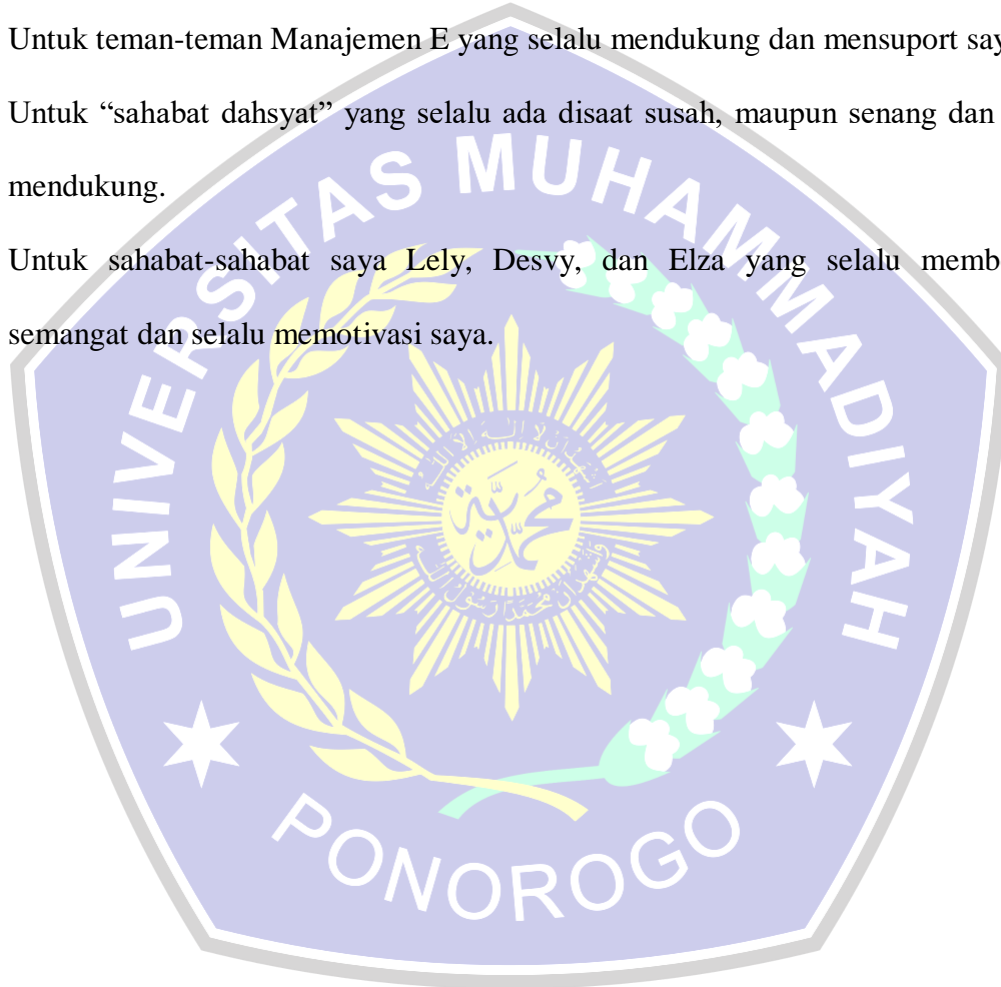 Untuk teman-teman Manajemen E yang selalu mendukung dan mensuport say
Untuk “sahabat dahsyat” yang selalu ada disaat susah, maupun senang dan
mendukung.
Untuk sahabat-sahabat saya Lely, Desvy, dan Elza yang selalu memb
semangat dan selalu memotivasi saya.
UNIVERSITAS MUHAMMADIYAH
محمدية
PONOROGO